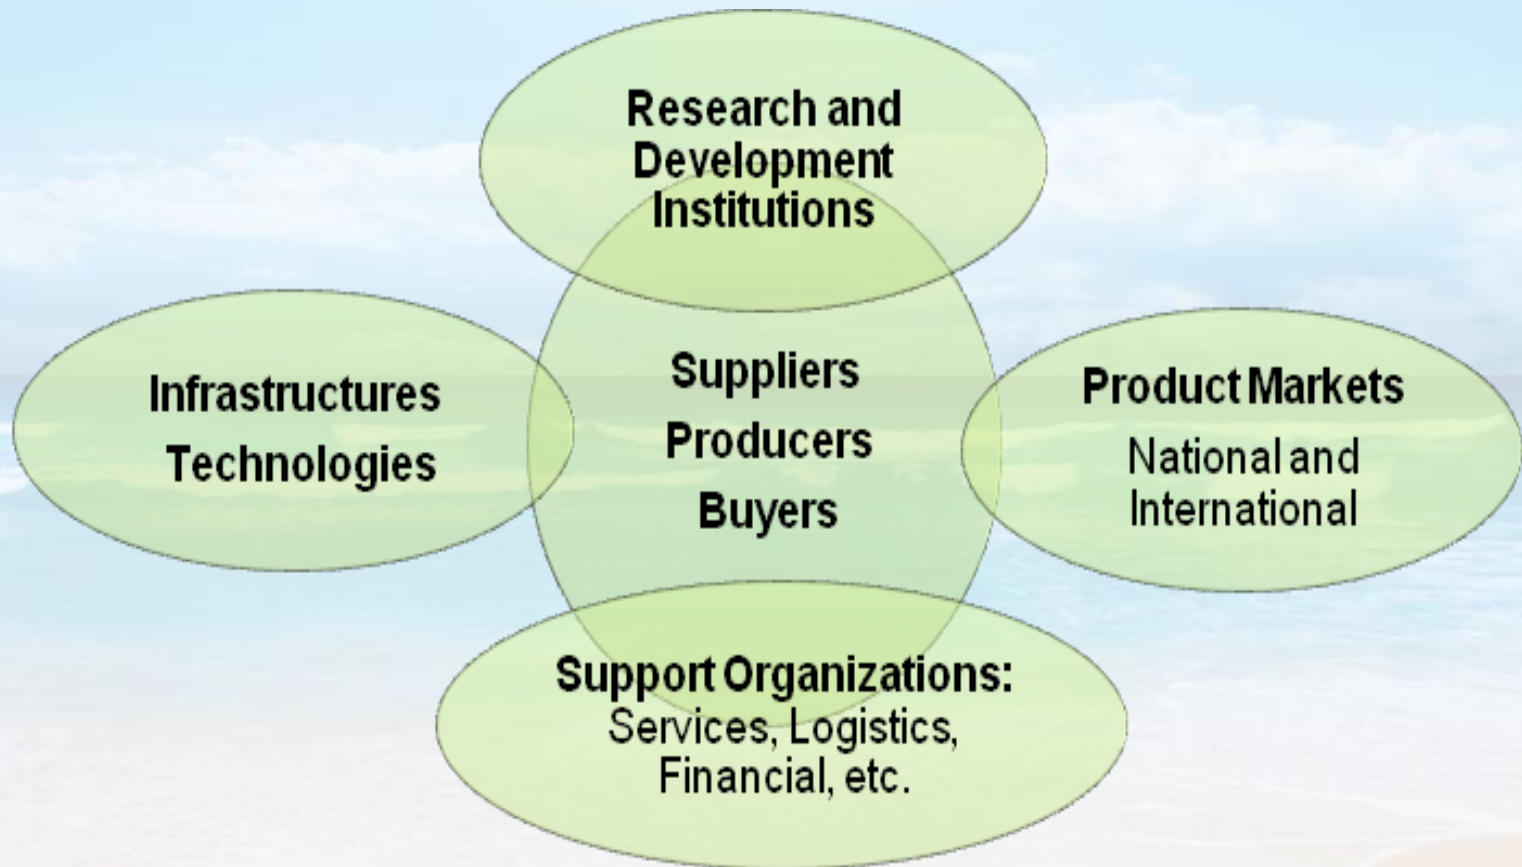 Research and
Development
Institutions
Infrastructures
Technologies
Suppliers
Producers
Buyers
Product Markets
National and
International
Support Organizations:
Services, Logistics,
Financial, etc.